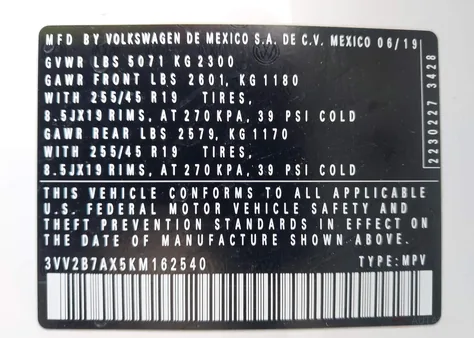 MFD BY VOLKSWAGEN DE MEXICO S.A. DE C.V. MEXICO 06/19
GVWR LBS 5071 KG 2300
GAWR FRONT LBS 2601, KG 1180
WITH 255/45 R19 TIRES,
8.5JX19 RIMS, AT 270KPA, 39 PSI COLD
GAWR REAR LBS 2579, KG 1170
WITH 255/45 R19 TIRES,
8.5JX19 RIMS, AT 270KPA, 39 PSI COLD
2230227 3428
THIS VEHICLE CONFORMS TO ALL APPLICABLE
U.S. FEDERAL MOTOR VEHICLE SAFETY AND
THEFT PREVENTION STANDARDS IN EFFECT ON
THE DATE OF MANUFACTURE SHOWN ABOVE.
3VV2B7AX5KM162540 TYPE: MPV